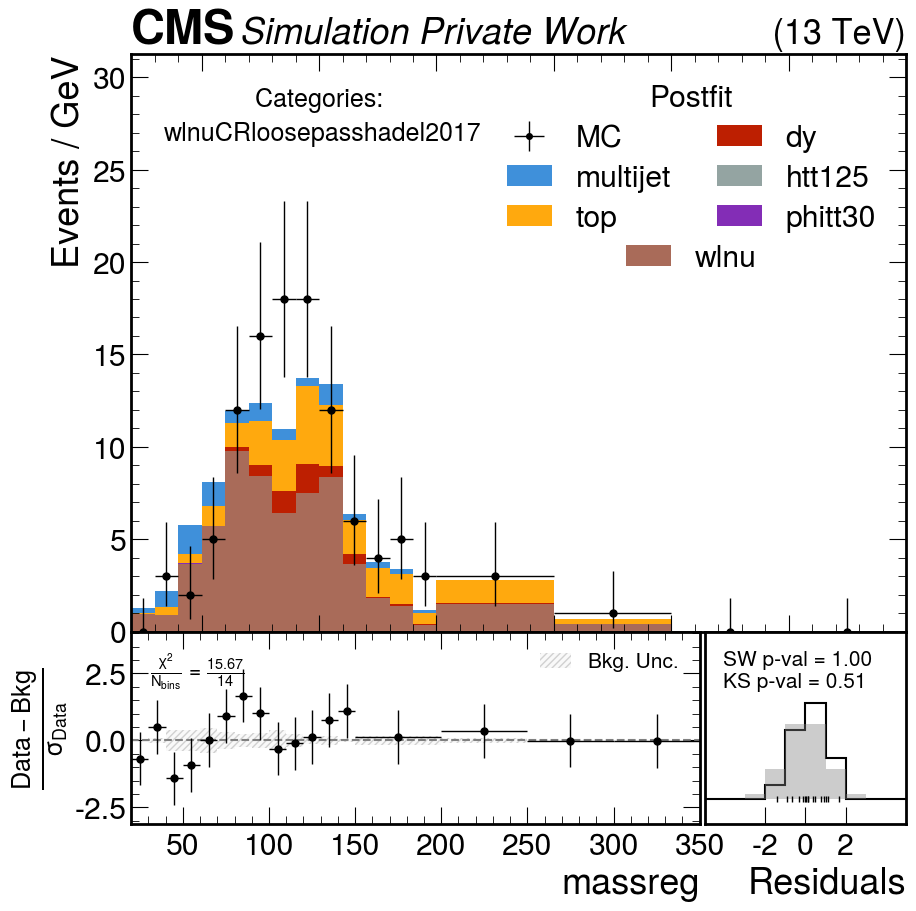 CMS Simulation Private Work (13 TeV)
Events / GeV
30
25
20
15
10
5
0
Categories:
wlnuCRloosepasshadel2017
Postfit
MC
dy
multijet
htt125
top
phitt30
wlnu
Data – Bkg
σData
2.5
0.0
-2.5
χ²
Nbins
= 15.67
14
Bkg. Unc.
SW p-val = 1.00
KS p-val = 0.51
50 100 150 200 250 300 350 -2 0 2
massreg Residuals